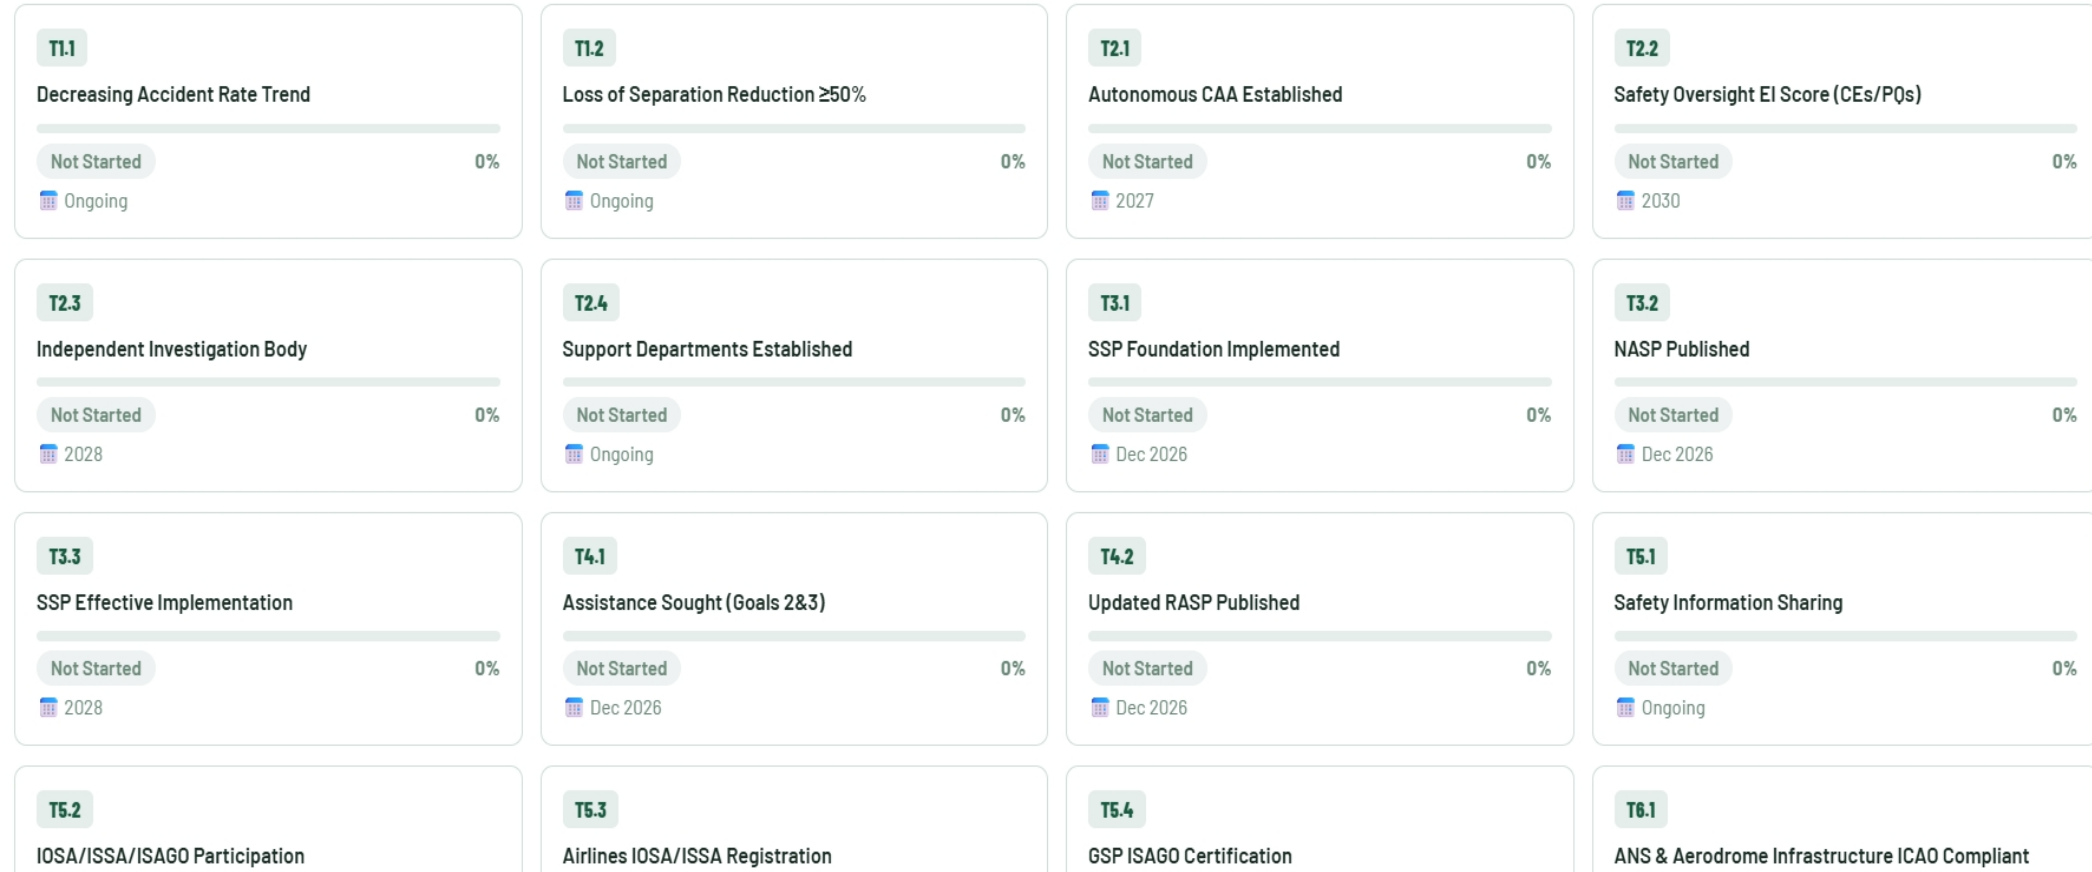 T1.1
Decreasing Accident Rate Trend
Not Started 0%
Ongoing
T1.2
Loss of Separation Reduction ≥50%
Not Started 0%
Ongoing
T2.1
Autonomous CAA Established
Not Started 0%
2027
T2.2
Safety Oversight EI Score (CEs/PQs)
Not Started 0%
2030
T2.3
Independent Investigation Body
Not Started 0%
2028
T2.4
Support Departments Established
Not Started 0%
Ongoing
T3.1
SSP Foundation Implemented
Not Started 0%
Dec 2026
T3.2
NASP Published
Not Started 0%
Dec 2026
T3.3
SSP Effective Implementation
Not Started 0%
2028
T4.1
Assistance Sought (Goals 2&3)
Not Started 0%
Dec 2026
T4.2
Updated RASP Published
Not Started 0%
Dec 2026
T5.1
Safety Information Sharing
Not Started 0%
Ongoing
T5.2
IOSA/ISSA/ISAGO Participation
T5.3
Airlines IOSA/ISSA Registration
T5.4
GSP ISAGO Certification
T6.1
ANS & Aerodrome Infrastructure ICAO Compliant